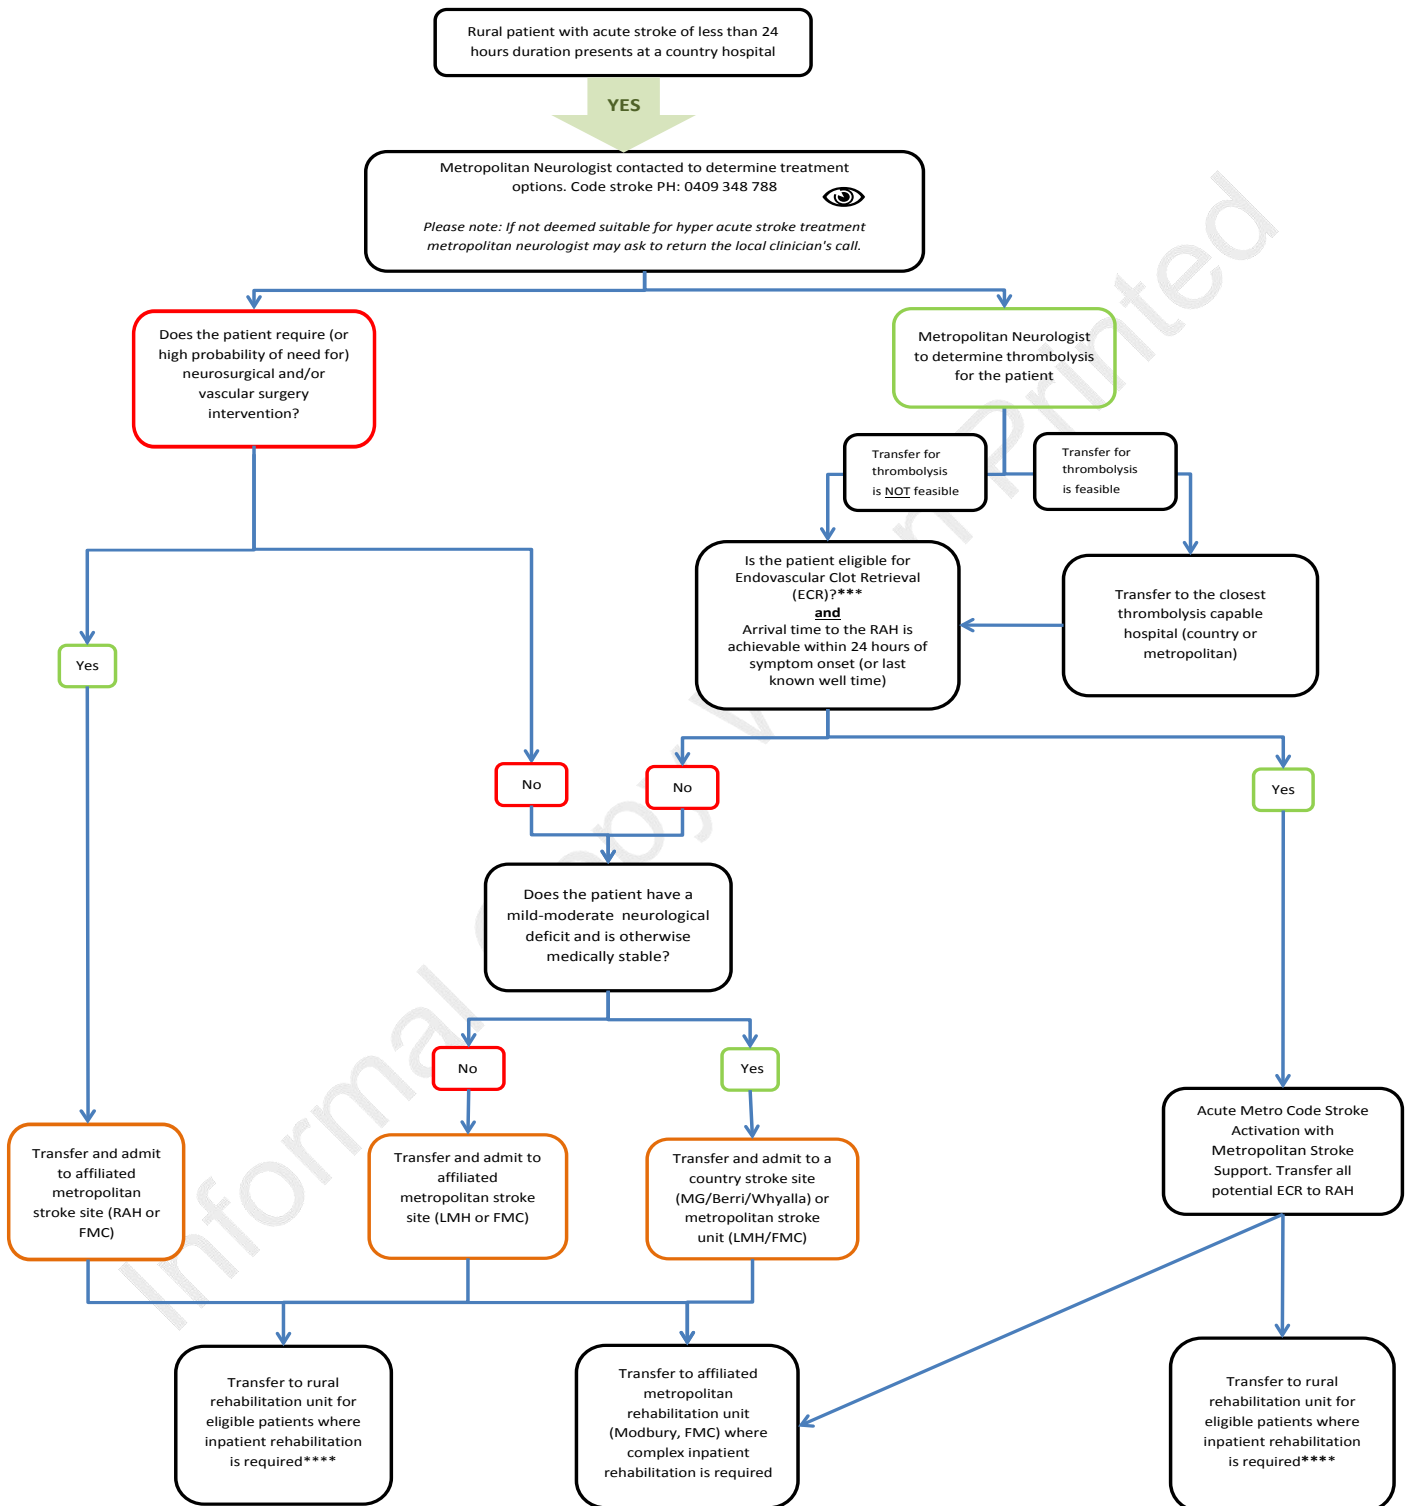 Rural patient with acute stroke of less than 24
hours duration presents at a country hospital
YES
Metropolitan Neurologist contacted to determine treatment
options. Code stroke PH: 0409 348 788
Please note: If not deemed suitable for hyper acute stroke treatment
metropolitan neurologist may ask to return the local clinician's call.
Does the patient require (or
high probability of need for)
neurosurgical and/or
vascular surgery
intervention?
Metropolitan Neurologist
to determine thrombolysis
for the patient
Transfer for
thrombolysis
is NOT feasible
Transfer for
thrombolysis
is feasible
Is the patient eligible for
Endovascular Clot Retrieval
(ECR)?***
and
Arrival time to the RAH is
achievable within 24 hours of
symptom onset (or last
known well time)
Transfer to the closest
thrombolysis capable
hospital (country or
metropolitan)
Yes
No
No
Yes
Does the patient have a
mild-moderate neurological
deficit and is otherwise
medically stable?
No
Yes
Transfer and admit
to affiliated
metropolitan
stroke site (RAH or
FMC)
Transfer and admit to
affiliated
metropolitan stroke
site (LMH or FMC)
Transfer and admit to a
country stroke site
(MG/Berri/Whyalla) or
metropolitan stroke
unit (LMH/FMC)
Acute Metro Code Stroke
Activation with
Metropolitan Stroke
Support. Transfer all
potential ECR to RAH
Transfer to rural
rehabilitation unit for
eligible patients where
inpatient rehabilitation
is required****
Transfer to affiliated
metropolitan
rehabilitation unit
(Modbury, FMC) where
complex inpatient
rehabilitation is required
Transfer to rural
rehabilitation unit for
eligible patients where
inpatient rehabilitation
is required****
Informal Copy When Printed